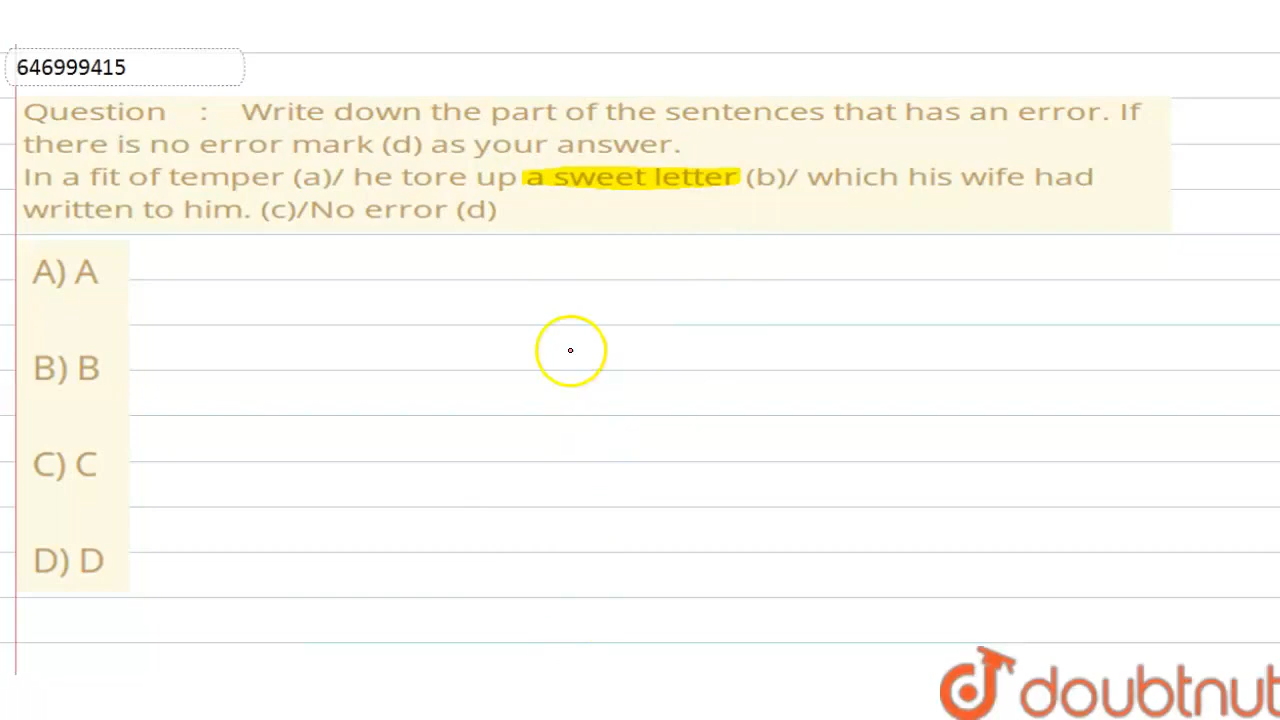 646999415
Question : Write down the part of the sentences that has an error. If
there is no error mark (d) as your answer.
In a fit of temper (a)/ he tore up a sweet letter (b)/ which his wife had
written to him. (c)/No error (d)
A) A
B) B
C) C
D) D
doubtnut